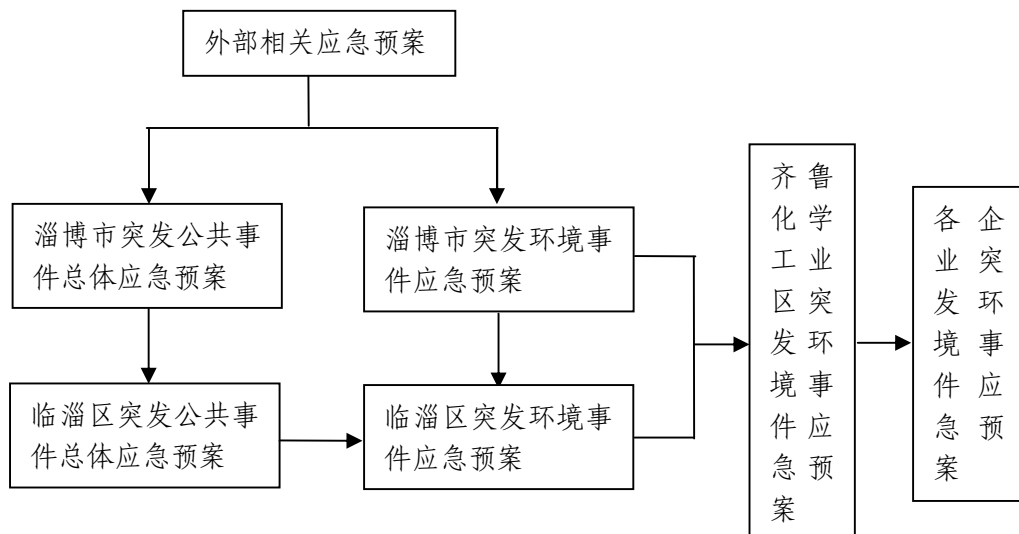 外部相关应急预案
淄博市突发公共事
件总体应急预案
淄博市突发环境事
件应急预案
临淄区突发公共事
件总体应急预案
临淄区突发环境事
件应急预案
齐鲁
化学
工业
区突
发环
境事
件应
急预
案
各企
业突
发环
境事
件应
急预
案